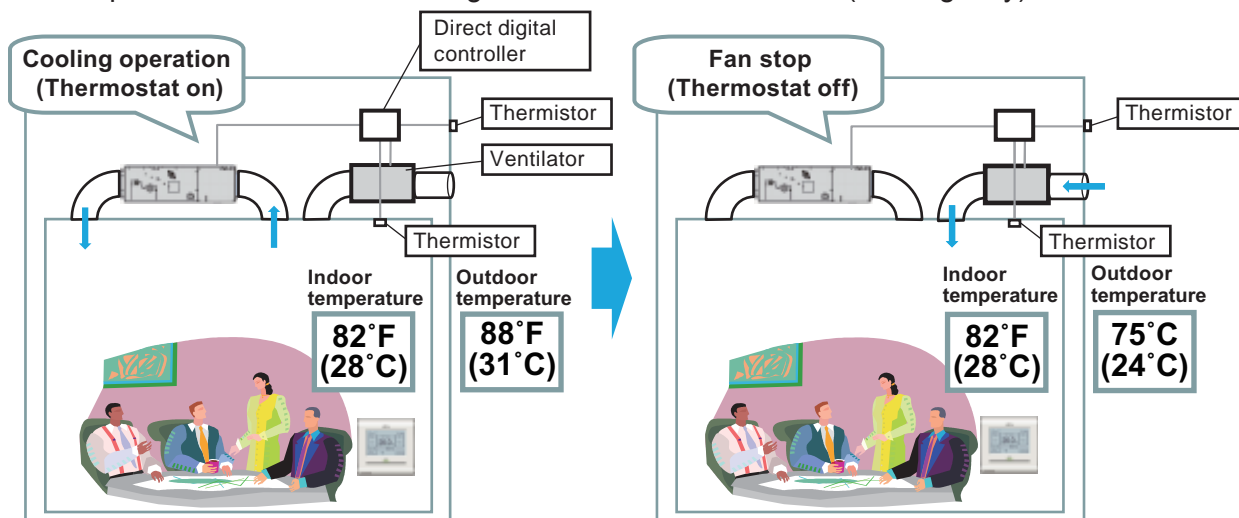 Direct digital
controller
Cooling operation
(Thermostat on)
Thermistor
Ventilator
Thermistor
Indoor
temperature
82˚F
(28˚C)
Outdoor
temperature
88˚F
(31˚C)
Fan stop
(Thermostat off)
Thermistor
Thermistor
Indoor
temperature
82˚F
(28˚C)
Outdoor
temperature
75˚C
(24˚C)